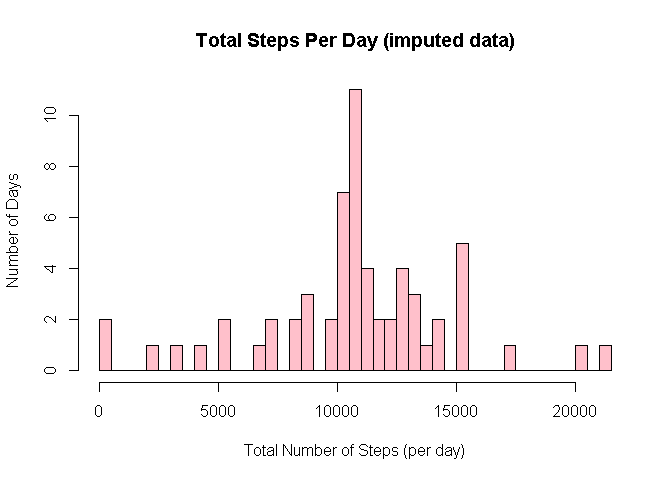 Total Steps Per Day (imputed data)
Number of Days
10
8
6
4
2
0
0 5000 10000 15000 20000
Total Number of Steps (per day)